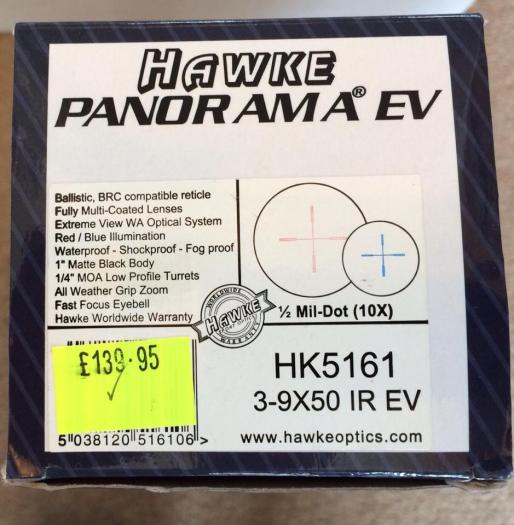 HAWKE
PANORAMA® EV
Ballistic, BRC compatible reticle
Fully Multi-Coated Lenses
Extreme View WA Optical System
Red / Blue Illumination
Waterproof - Shockproof - Fog proof
1" Matte Black Body
1/4" MOA Low Profile Turrets
All Weather Grip Zoom
Fast Focus Eyebell
Hawke Worldwide Warranty
WORLDWIDE
HAWKE
WARRANTY
½ Mil-Dot (10X)
£139.95
HK5161
3-9X50 IR EV
5 038120 516106 >
www.hawkeoptics.com